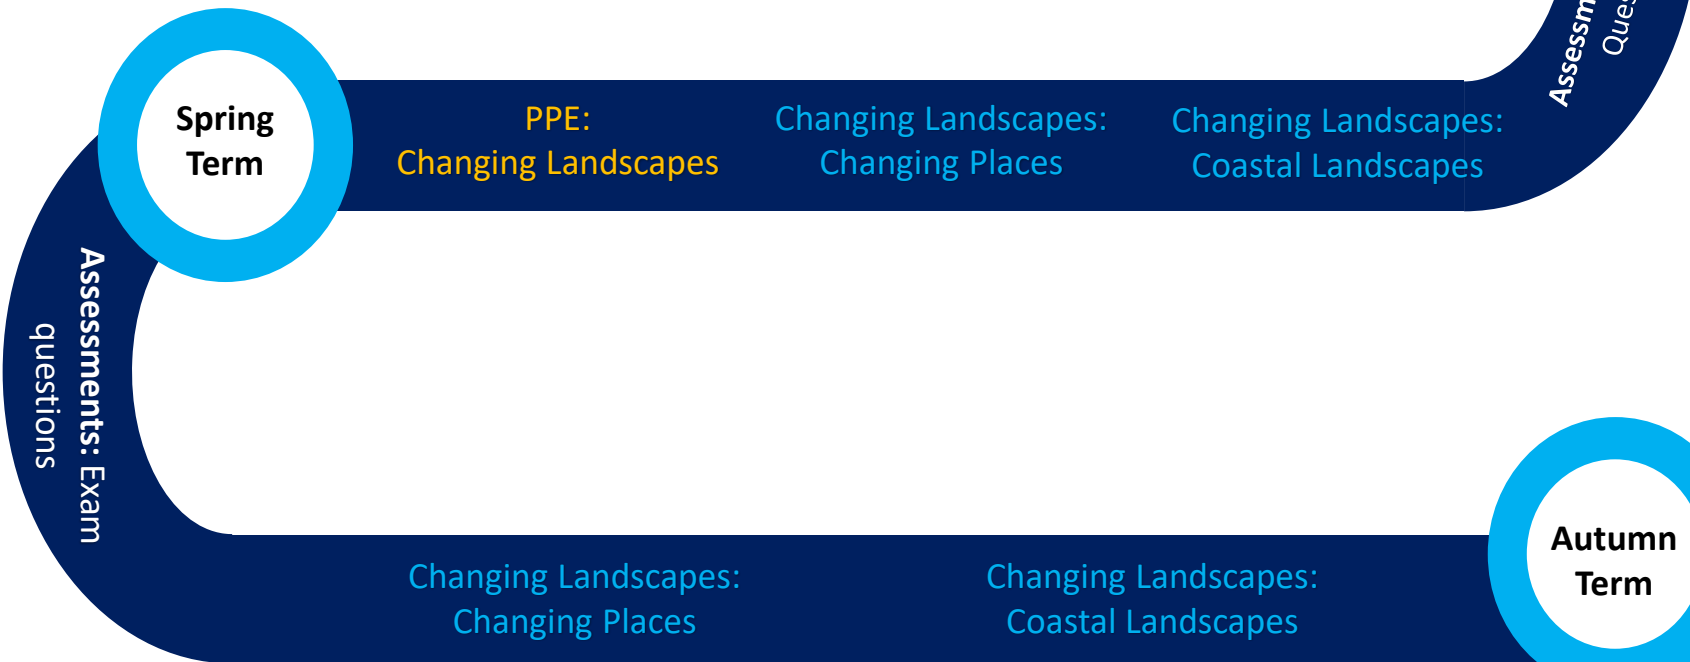 Spring
Term
PPE:
Changing Landscapes
Changing Landscapes:
Changing Places
Changing Landscapes:
Coastal Landscapes
Assessments: Exam
questions
Changing Landscapes:
Changing Places
Changing Landscapes:
Coastal Landscapes
Autumn
Term